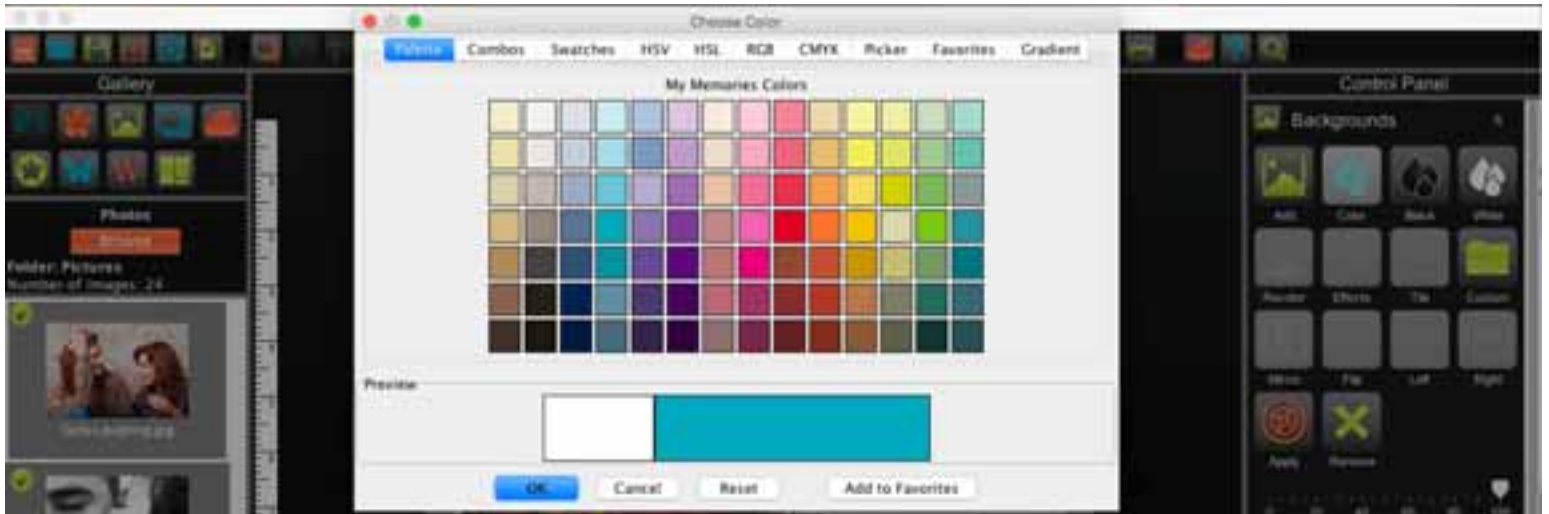 Choose Color
Palette Combos Swatches HSV HSL RGB CMYK Picker Favorites Gradient
My Memories Colors
Preview
OK Cancel Reset Add to Favorites
Gallery
Photos
Browse
Folder: Pictures
Number of Images: 24
Control Panel
Backgrounds
Add Color Black White
Recolor Effects Tile Custom
Mirror Flip Left Right
Apply Remove